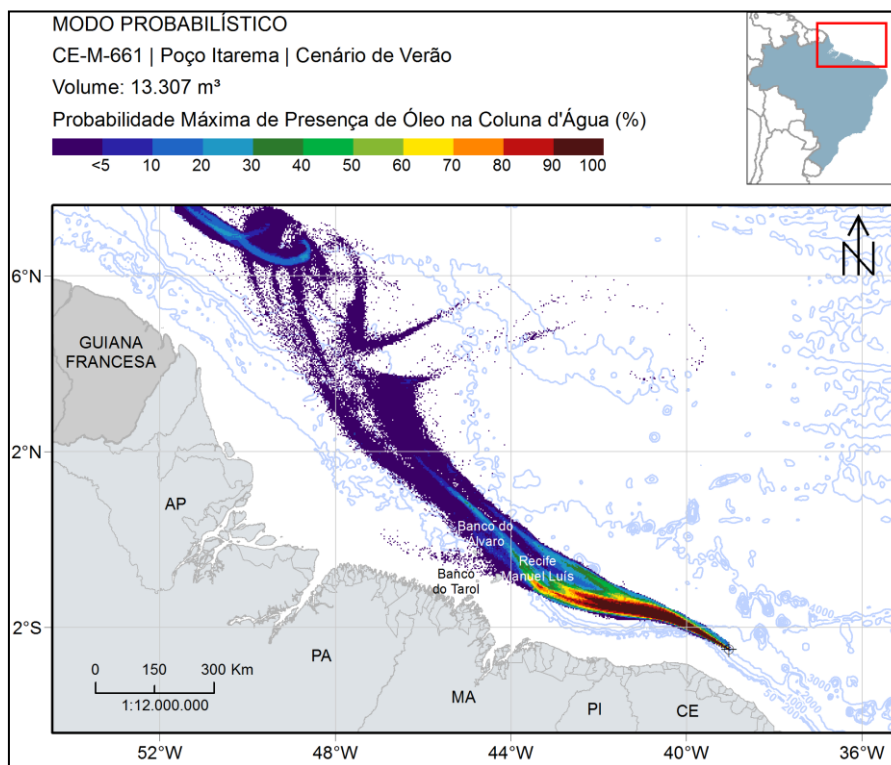 MODO PROBABILÍSTICO
CE-M-661 | Poço Itarema | Cenário de Verão
Volume: 13.307 m³
Probabilidade Máxima de Presença de Óleo na Coluna d'Água (%)
<5 10 20 30 40 50 60 70 80 90 100
6°N
N
GUIANA
FRANCESA
2°N
AP
Banco do
Álvaro
Recife
Manuel Luís
Banco
do Tarol
2°S
0 150 300 Km
1:12.000.000
PA
MA
PI
CE
52°W 48°W 44°W 40°W 36°W